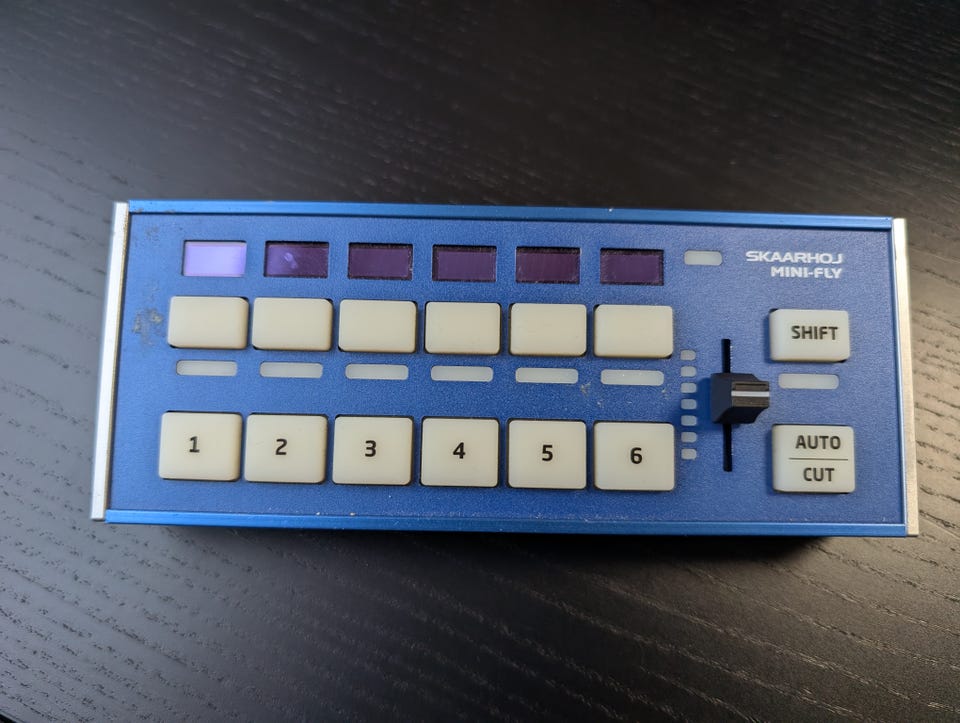 SKAARHOJ
MINI-FLY
SHIFT
1
2
3
4
5
6
AUTO
CUT